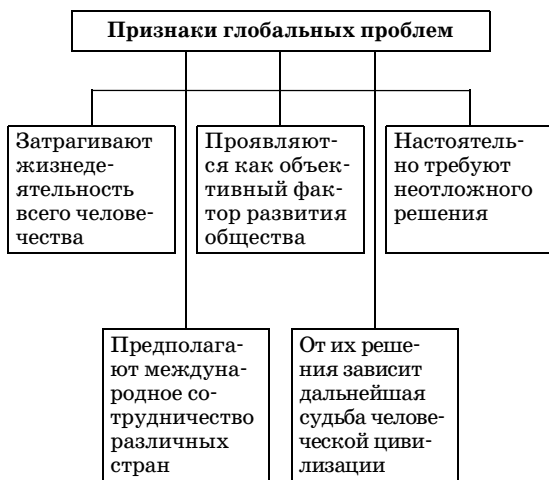 Признаки глобальных проблем
Затрагивают
жизнеде-
ятельность
всего челове-
чества
Проявляют-
ся как объек-
тивный фак-
тор развития
общества
Настоятель-
но требуют
неотложного
решения
Предполага-
ют междуна-
родное со-
трудничество
различных
стран
От их реше-
ния зависит
дальнейшая
судьба челове-
ческой циви-
лизации